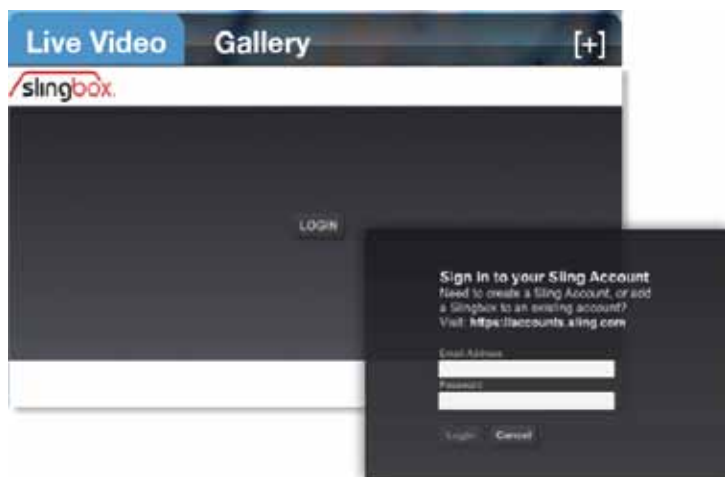 Live Video Gallery [+]
slingbox.
LOGIN
Sign in to your Sling Account
Need to create a Sling Account, or add
a Slingbox to an existing account?
Visit: https://accounts.sling.com
Email Address
Password
Login Cancel